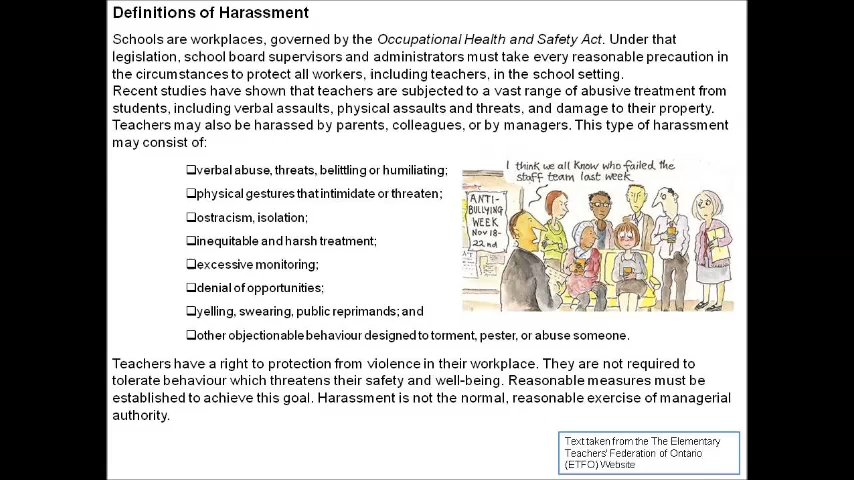 Definitions of Harassment
Schools are workplaces, governed by the Occupational Health and Safety Act. Under that
legislation, school board supervisors and administrators must take every reasonable precaution in
the circumstances to protect all workers, including teachers, in the school setting.
Recent studies have shown that teachers are subjected to a vast range of abusive treatment from
students, including verbal assaults, physical assaults and threats, and damage to their property.
Teachers may also be harassed by parents, colleagues, or by managers. This type of harassment
may consist of:
❑verbal abuse, threats, belittling or humiliating;
❑physical gestures that intimidate or threaten;
❑ostracism, isolation;
❑inequitable and harsh treatment;
❑excessive monitoring;
❑denial of opportunities;
❑yelling, swearing, public reprimands; and
❑other objectionable behaviour designed to torment, pester, or abuse someone.
I think we all know who failed the
staff team last week
ANTI-
BULLYING
WEEK
Nov 18-
22nd
Teachers have a right to protection from violence in their workplace. They are not required to
tolerate behaviour which threatens their safety and well-being. Reasonable measures must be
established to achieve this goal. Harassment is not the normal, reasonable exercise of managerial
authority.
Text taken from the The Elementary
Teachers' Federation of Ontario
(ETFO) Website